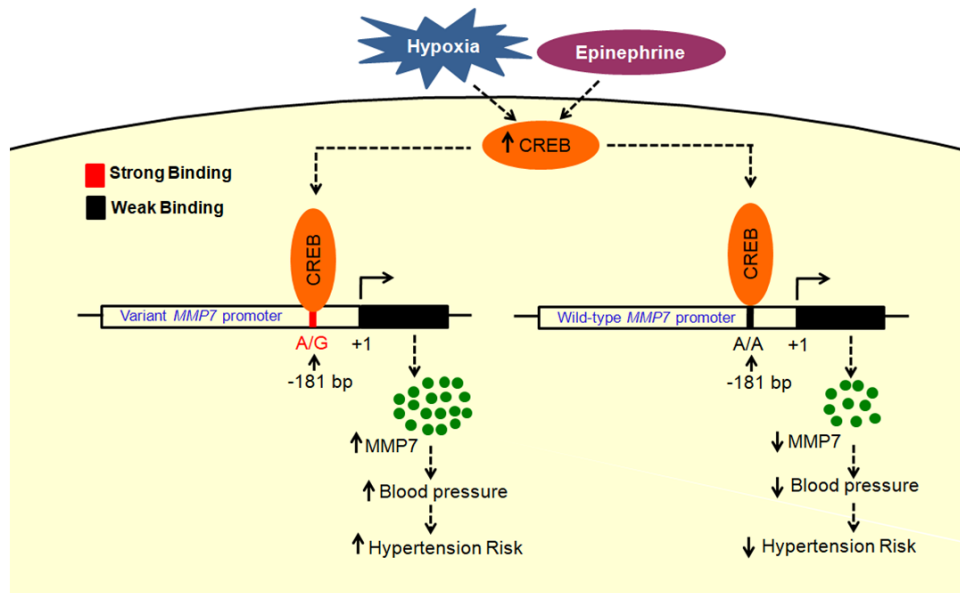 Hypoxia
Epinephrine
CREB
Strong Binding
Weak Binding
CREB
CREB
Variant MMP7 promoter
Wild-type MMP7 promoter
A/G
+1
A/A
+1
-181 bp
-181 bp
MMP7
MMP7
Blood pressure
Blood pressure
Hypertension Risk
Hypertension Risk